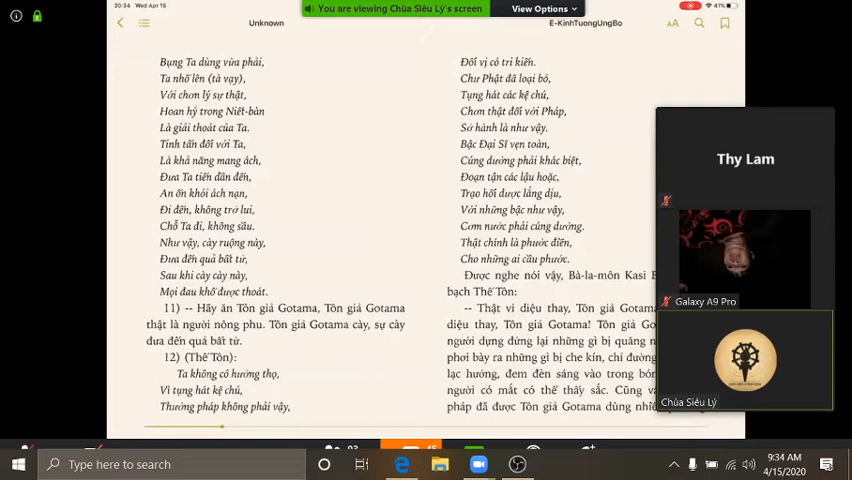 20:34 Wed Apr 15
You are viewing Chùa Siêu Lý's screen
View Options
41%
Unknown
E-KinhTuongUngBo
AA
Bụng Ta dùng vừa phải,
Ta nhổ lên (tà vạy),
Với chơn lý sự thật,
Hoan hỷ trong Niết-bàn
Là giải thoát của Ta.
Tinh tấn đối với Ta,
Là khả năng mang ách,
Đưa Ta tiến dần đến,
An ổn khỏi ách nạn,
Đi đến, không trở lui,
Chỗ Ta đi, không sầu.
Như vậy, cày ruộng này,
Đưa đến quả bất tử,
Sau khi cày cày này,
Mọi đau khổ được thoát.
11) -- Hãy ăn Tôn giả Gotama, Tôn giả Gotama
thật là người nông phu. Tôn giả Gotama cày, sự cày
đưa đến quả bất tử.
12) (Thế Tôn):
Ta không có hưởng thọ,
Vì tụng hát kệ chú,
Thường pháp không phải vậy,
Đối vị có tri kiến.
Chư Phật đã loại bỏ,
Tụng hát các kệ chú,
Chơn thật đối với Pháp,
Sở hành là như vậy.
Bậc Đại Sĩ vẹn toàn,
Cúng dường phải khác biệt,
Đoạn tận các lậu hoặc,
Trạo hối được lắng dịu,
Với những bậc như vậy,
Cơm nước phải cúng dường.
Thật chính là phước điền,
Cho những ai cầu phước.
Được nghe nói vậy, Bà-la-môn Kasi B
bạch Thế Tôn:
-- Thật vi diệu thay, Tôn giả Gotama
diệu thay, Tôn giả Gotama! Tôn giả Go
người dựng đứng lại những gì bị quăng n
phơi bày ra những gì bị che kín, chỉ đường
lạc hướng, đem đèn sáng vào trong bón
người có mắt có thể thấy sắc. Cũng vậ
pháp đã được Tôn giả Gotama dùng nhiề
Thy Lam
Galaxy A9 Pro
Chùa Siêu Lý
Type here to search
9:34 AM
4/15/2020